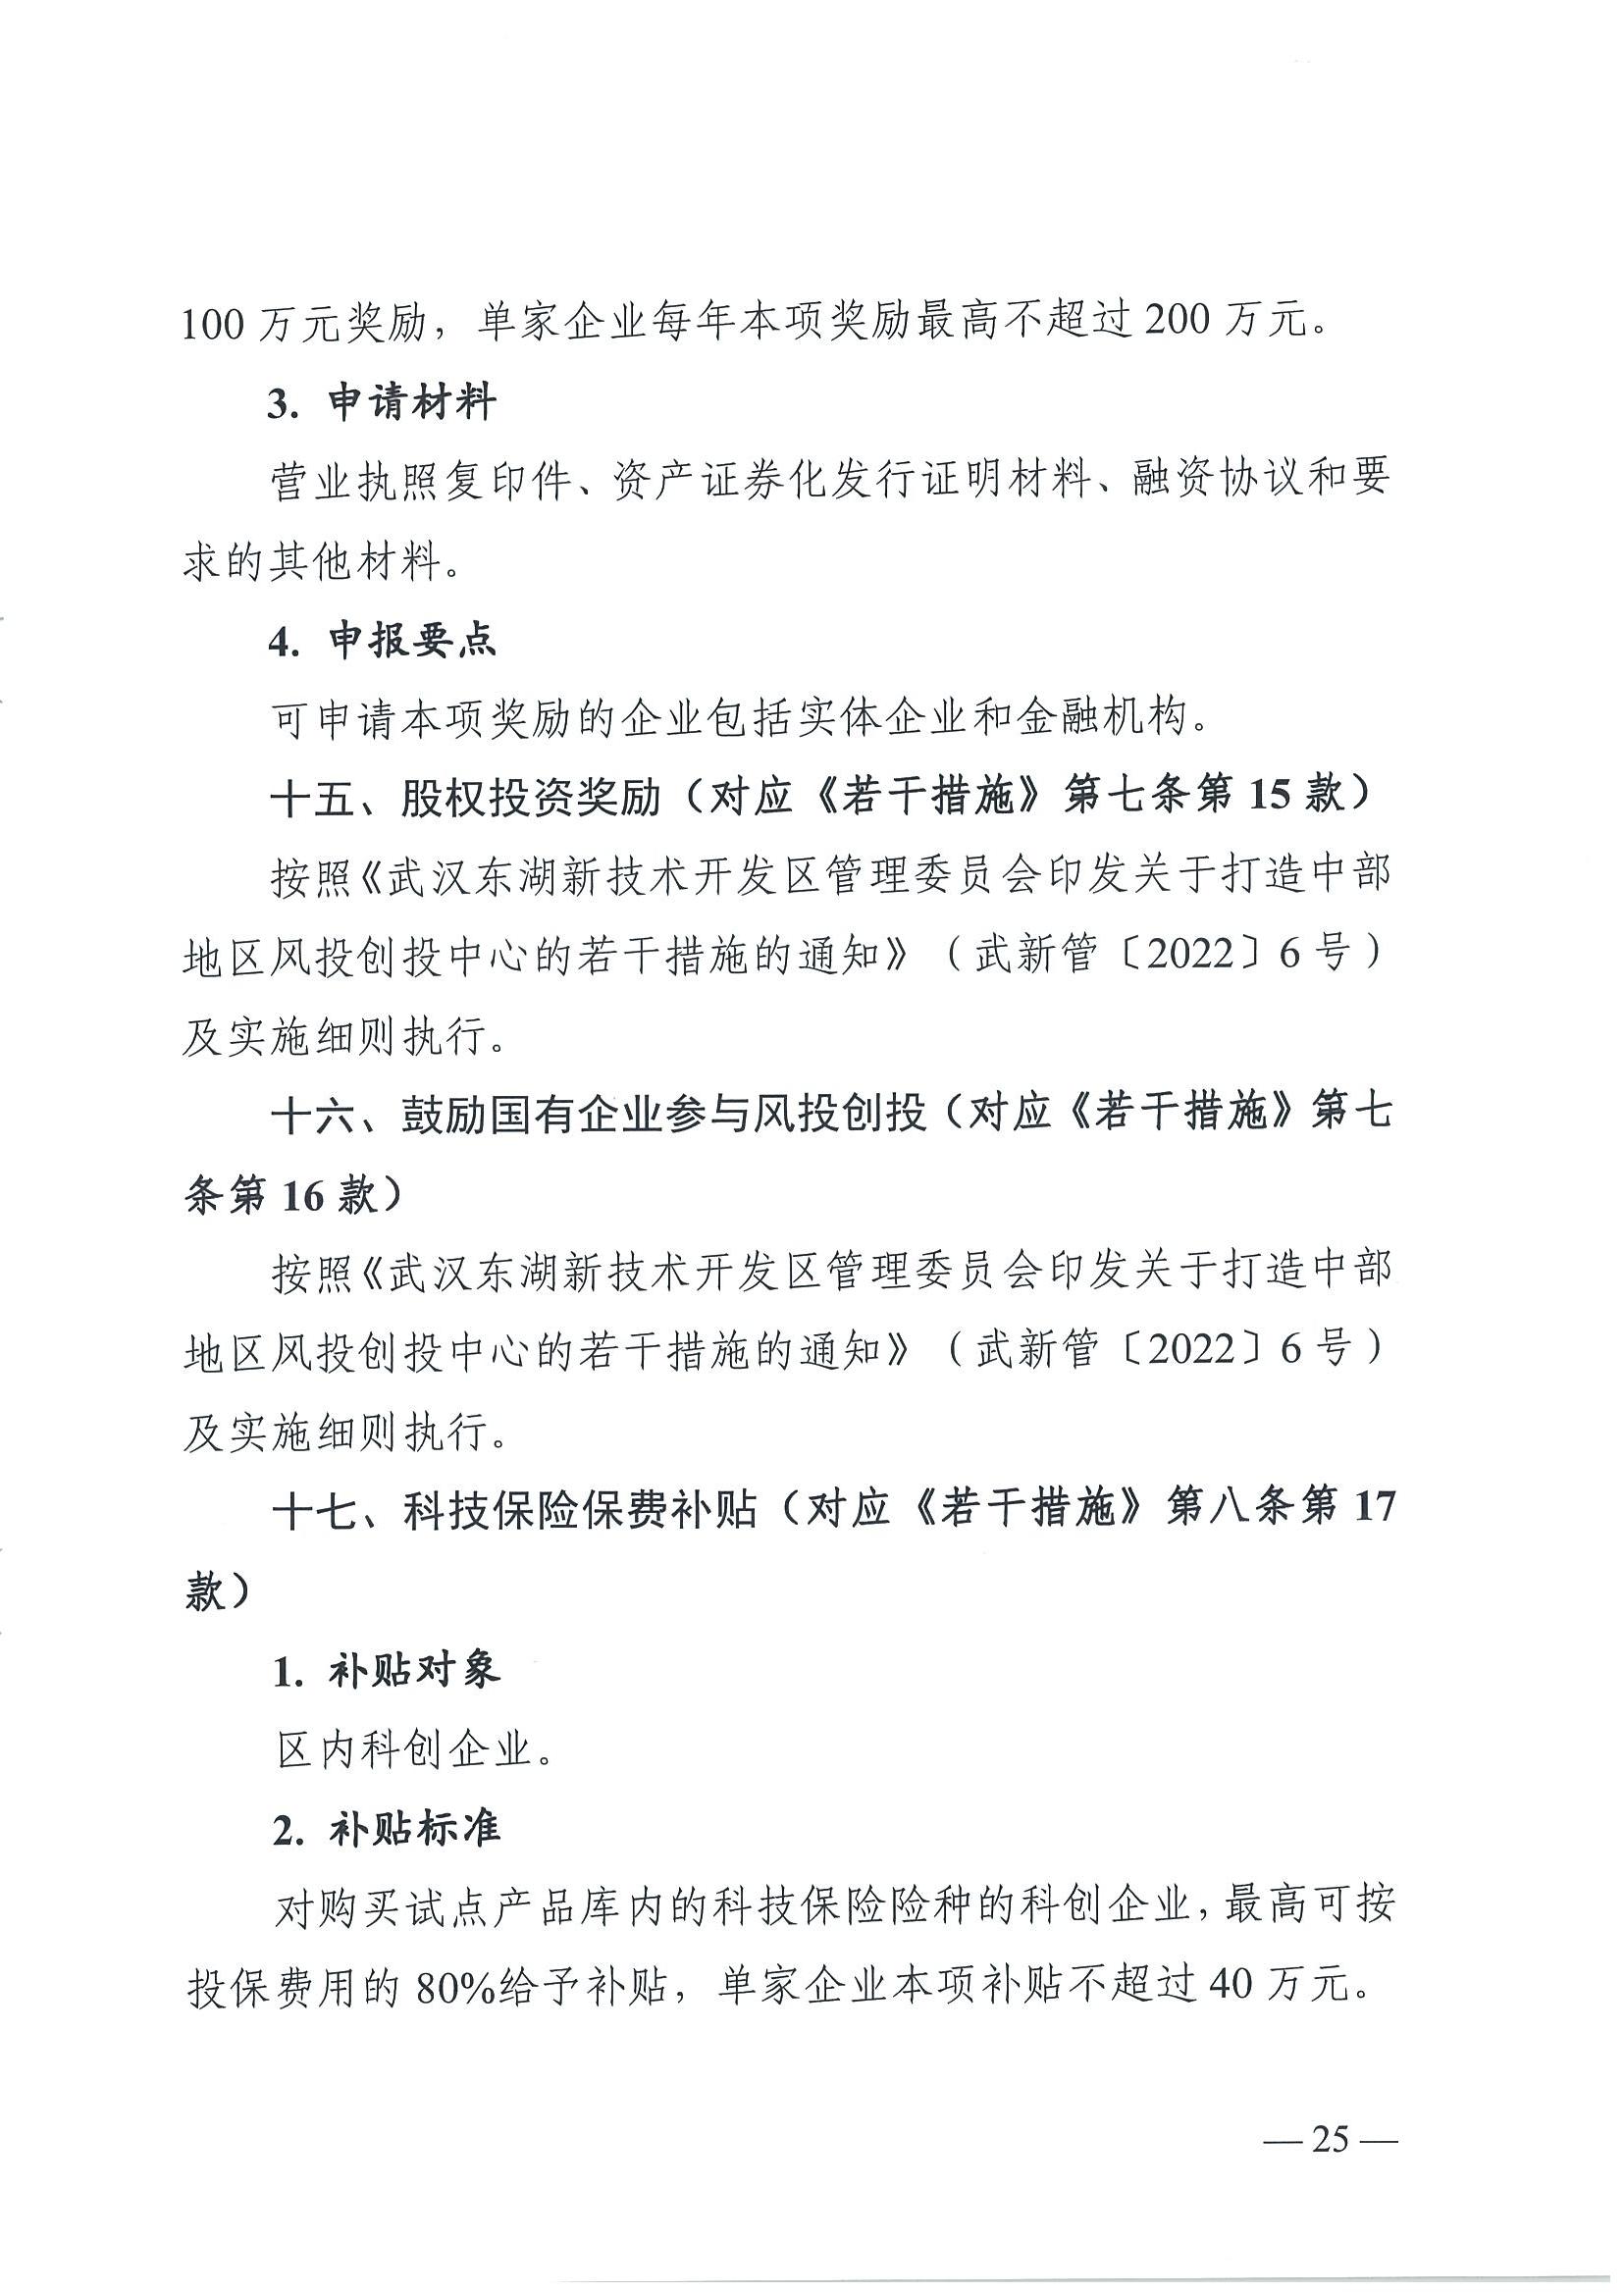 100 万元奖励，单家企业每年本项奖励最高不超过 200 万元。
3. 申请材料
营业执照复印件、资产证券化发行证明材料、融资协议和要
求的其他材料。
4. 申报要点
可申请本项奖励的企业包括实体企业和金融机构。
十五、股权投资奖励（对应《若干措施》第七条第 15 款）
按照《武汉东湖新技术开发区管理委员会印发关于打造中部
地区风投创投中心的若干措施的通知》（武新管〔2022〕6 号）
及实施细则执行。
十六、鼓励国有企业参与风投创投（对应《若干措施》第七
条第 16 款）
按照《武汉东湖新技术开发区管理委员会印发关于打造中部
地区风投创投中心的若干措施的通知》（武新管〔2022〕6 号）
及实施细则执行。
十七、科技保险保费补贴（对应《若干措施》第八条第 17
款）
1. 补贴对象
区内科创企业。
2. 补贴标准
对购买试点产品库内的科技保险险种的科创企业，最高可按
投保费用的 80%给予补贴，单家企业本项补贴不超过 40 万元。
— 25 —